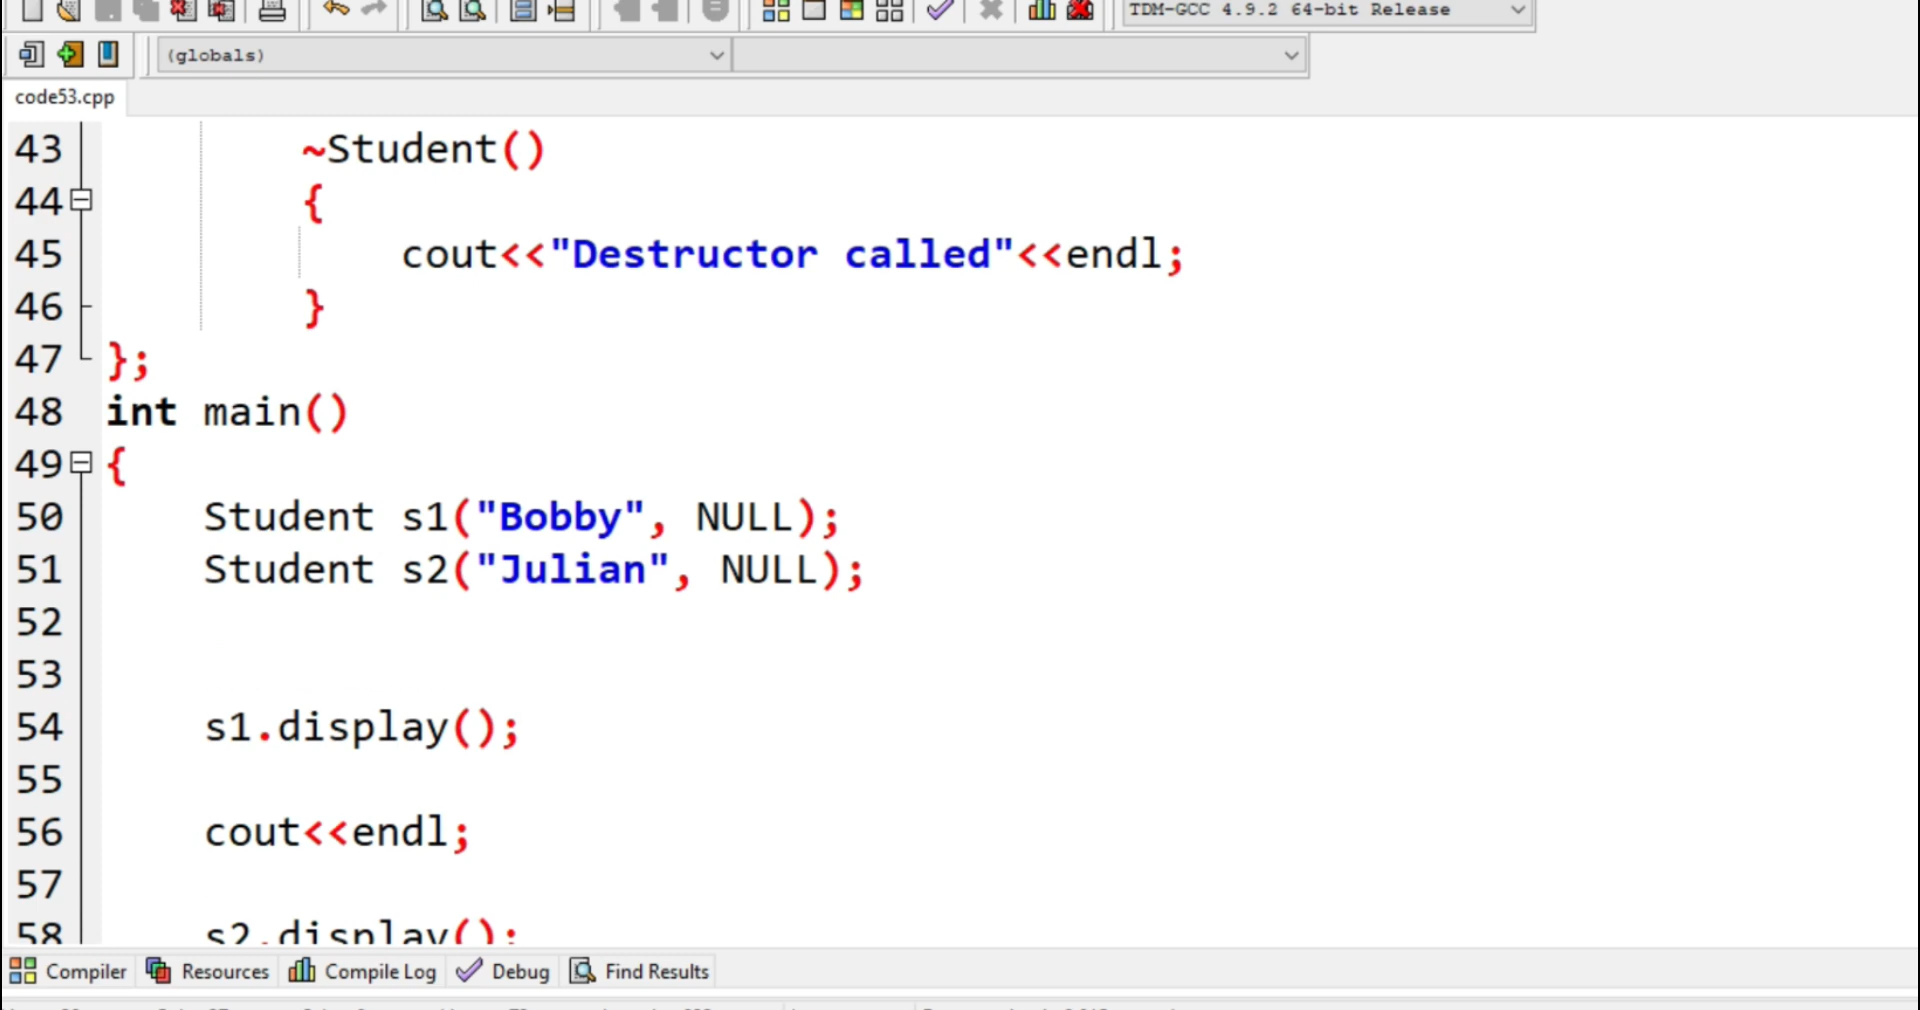 TDM-GCC 4.9.2 64-bit Release
(globals)
code53.cpp
43 ~Student()
44 {
45 cout<<"Destructor called"<<endl;
46 }
47 };
48 int main()
49 {
50 Student s1("Bobby", NULL);
51 Student s2("Julian", NULL);
52
53
54 s1.display();
55
56 cout<<endl;
57
58 s2.display();
Compiler Resources Compile Log Debug Find Results